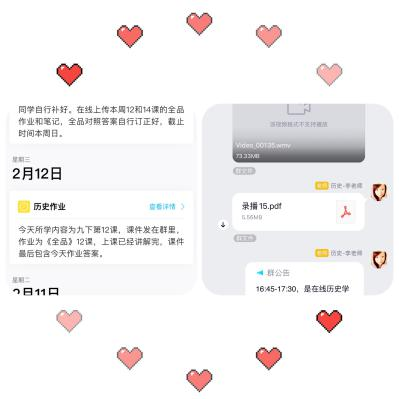 同学自行补好。在线上传本周12和14课的全品
作业和笔记，全品对照答案自行订正好，截止
时间本周日。
星期三
2月12日
历史作业
查看详情 >
今天所学内容为九下第12课，课件发在群里，
作业为《全品》12课，上课已经讲解完，课件
最后包含今天作业答案。
星期二
2月11日
该视频格式不支持播放
Video_00135.wmv
73.33MB
群文件
历史-李老师
录播15.pdf
5.56MB
群文件
历史-李老师
群公告
16:45-17:30，是在线历史学